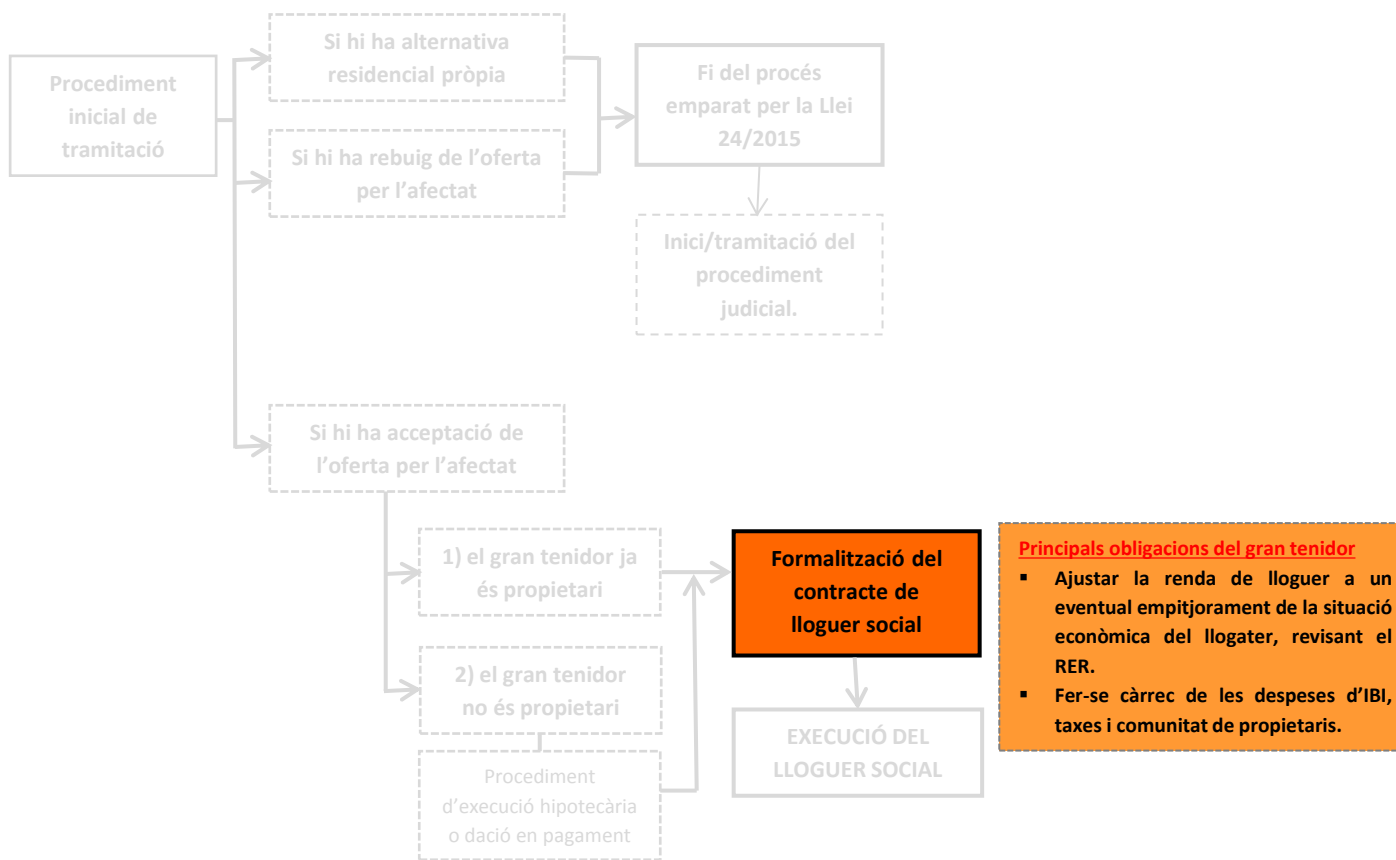 Procediment
inicial de
tramitació
Si hi ha alternativa
residencial pròpia
Si hi ha rebuig de l’oferta
per l’afectat
Fi del procés
emparat per la Llei
24/2015
Inici/tramitació del
procediment
judicial.
Si hi ha acceptació de
l’oferta per l’afectat
1) el gran tenidor ja
és propietari
2) el gran tenidor
no és propietari
Procediment
d’execució hipotecària
o dació en pagament
Formalització del
contracte de
lloguer social
EXECUCIÓ DEL
LLOGUER SOCIAL
Principals obligacions del gran tenidor
▪ Ajustar la renda de lloguer a un
eventual empitjorament de la situació
econòmica del llogater, revisant el
RER.
▪ Fer-se càrrec de les despeses d’IBI,
taxes i comunitat de propietaris.